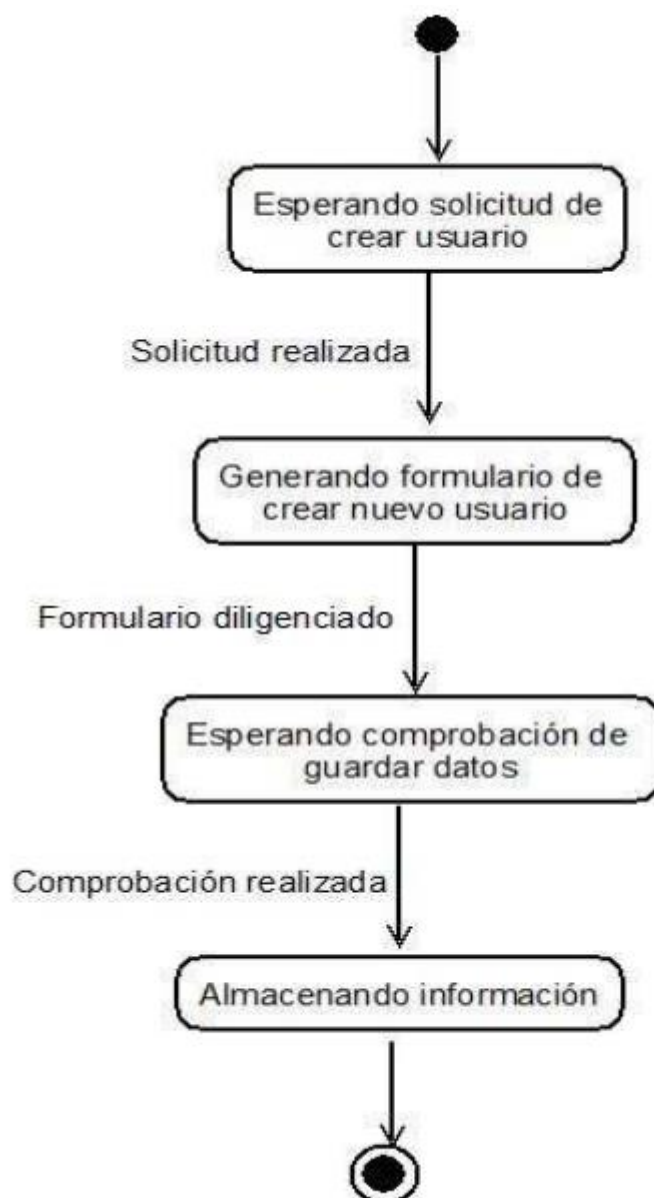 Esperando solicitud de
crear usuario
Solicitud realizada
Generando formulario de
crear nuevo usuario
Formulario diligenciado
Esperando comprobación de
guardar datos
Comprobación realizada
Almacenando información